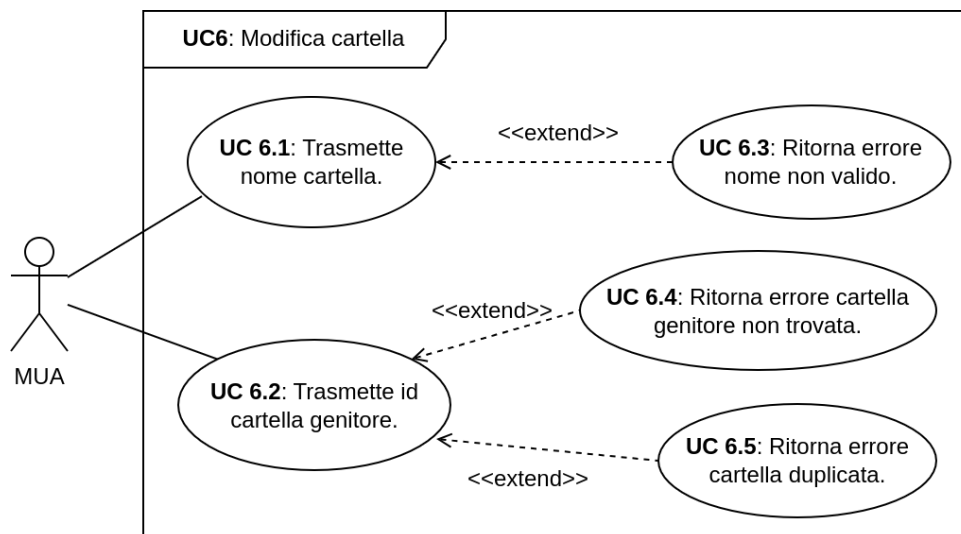 UC6: Modifica cartella
UC 6.1: Trasmette
nome cartella.
<<extend>>
UC 6.3: Ritorna errore
nome non valido.
UC 6.4: Ritorna errore cartella
genitore non trovata.
<<extend>>
MUA
UC 6.2: Trasmette id
cartella genitore.
<<extend>>
UC 6.5: Ritorna errore
cartella duplicata.